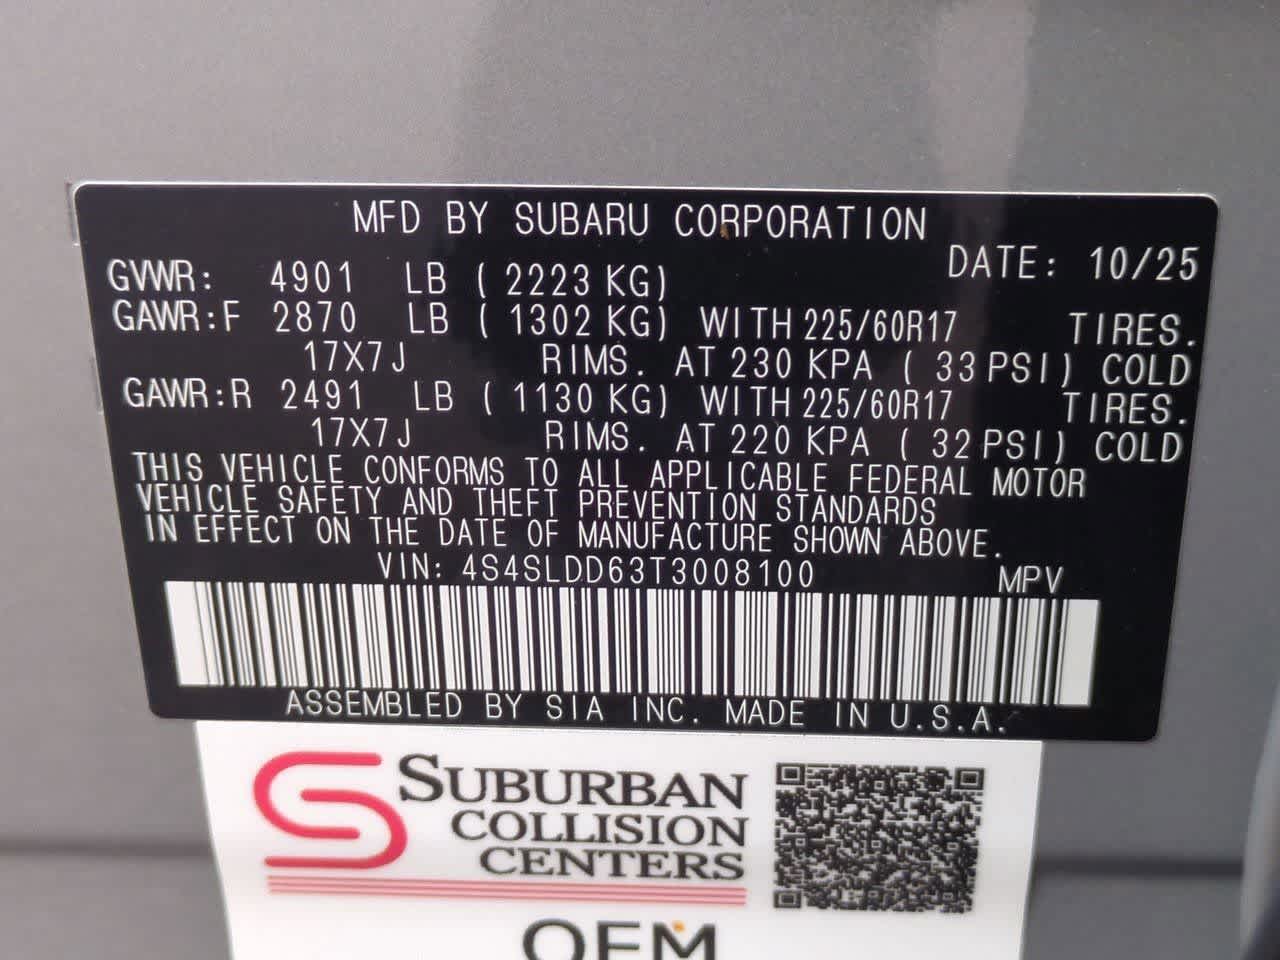 MFD BY SUBARU CORPORATION
DATE: 10/25
GVWR: 4901 LB ( 2223 KG)
GAWR:F 2870 LB ( 1302 KG) WITH 225/60R17 TIRES.
17X7J RIMS. AT 230 KPA ( 33 PSI) COLD
GAWR:R 2491 LB ( 1130 KG) WITH 225/60R17 TIRES.
17X7J RIMS. AT 220 KPA ( 32 PSI) COLD
THIS VEHICLE CONFORMS TO ALL APPLICABLE FEDERAL MOTOR
VEHICLE SAFETY AND THEFT PREVENTION STANDARDS
IN EFFECT ON THE DATE OF MANUFACTURE SHOWN ABOVE.
VIN: 4S4SLDD63T3008100 MPV
ASSEMBLED BY SIA INC. MADE IN U.S.A.
SUBURBAN
COLLISION
CENTERS
OEM